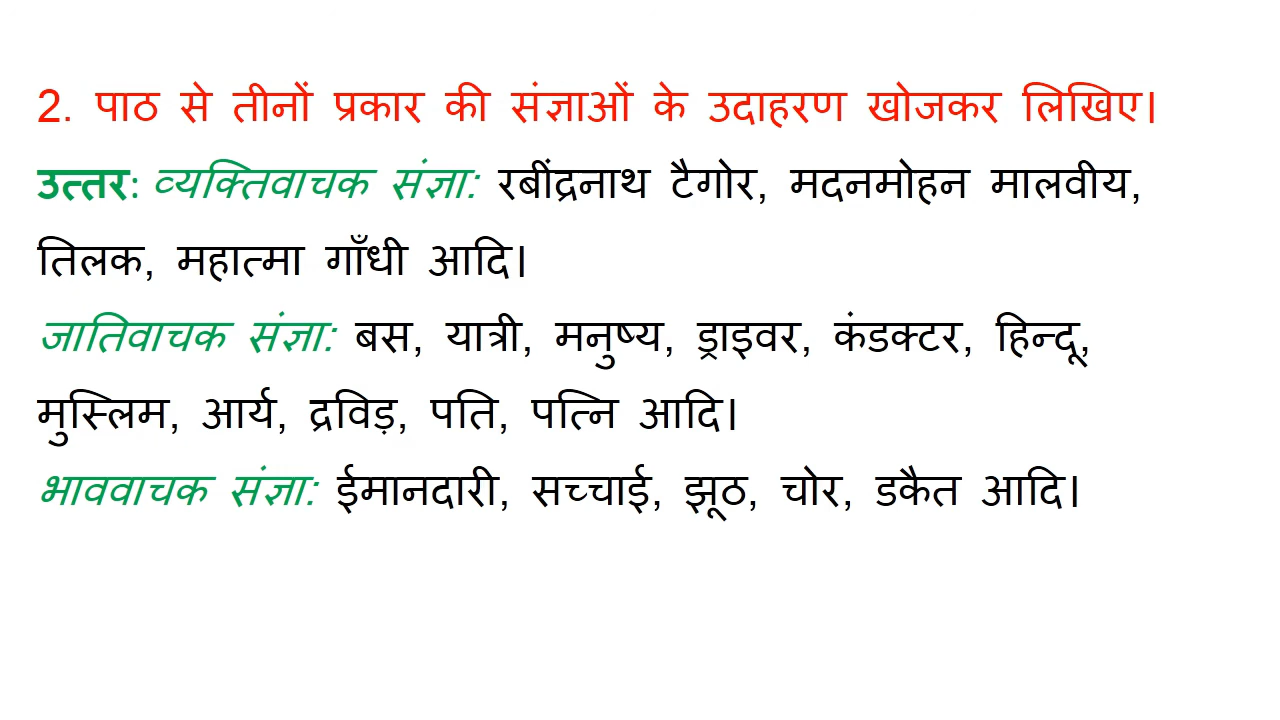 2. पाठ से तीनों प्रकार की संज्ञाओं के उदाहरण खोजकर लिखिए।
उत्तर: व्यक्तिवाचक संज्ञा: रबींद्रनाथ टैगोर, मदनमोहन मालवीय,
तिलक, महात्मा गाँधी आदि।
जातिवाचक संज्ञा: बस, यात्री, मनुष्य, ड्राइवर, कंडक्टर, हिन्दू,
मुस्लिम, आर्य, द्रविड़, पति, पत्नि आदि।
भाववाचक संज्ञा: ईमानदारी, सच्चाई, झूठ, चोर, डकैत आदि।